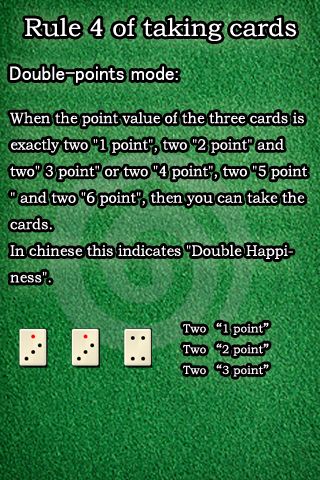 Rule 4 of taking cards
Double-points mode:
When the point value of the three cards is
exactly two "1 point", two "2 point" and
two" 3 point" or two "4 point", two "5 point
" and two "6 point", then you can take the
cards.
In chinese this indicates "Double Happi-
ness".
Two “1 point”
Two “2 point”
Two “3 point”